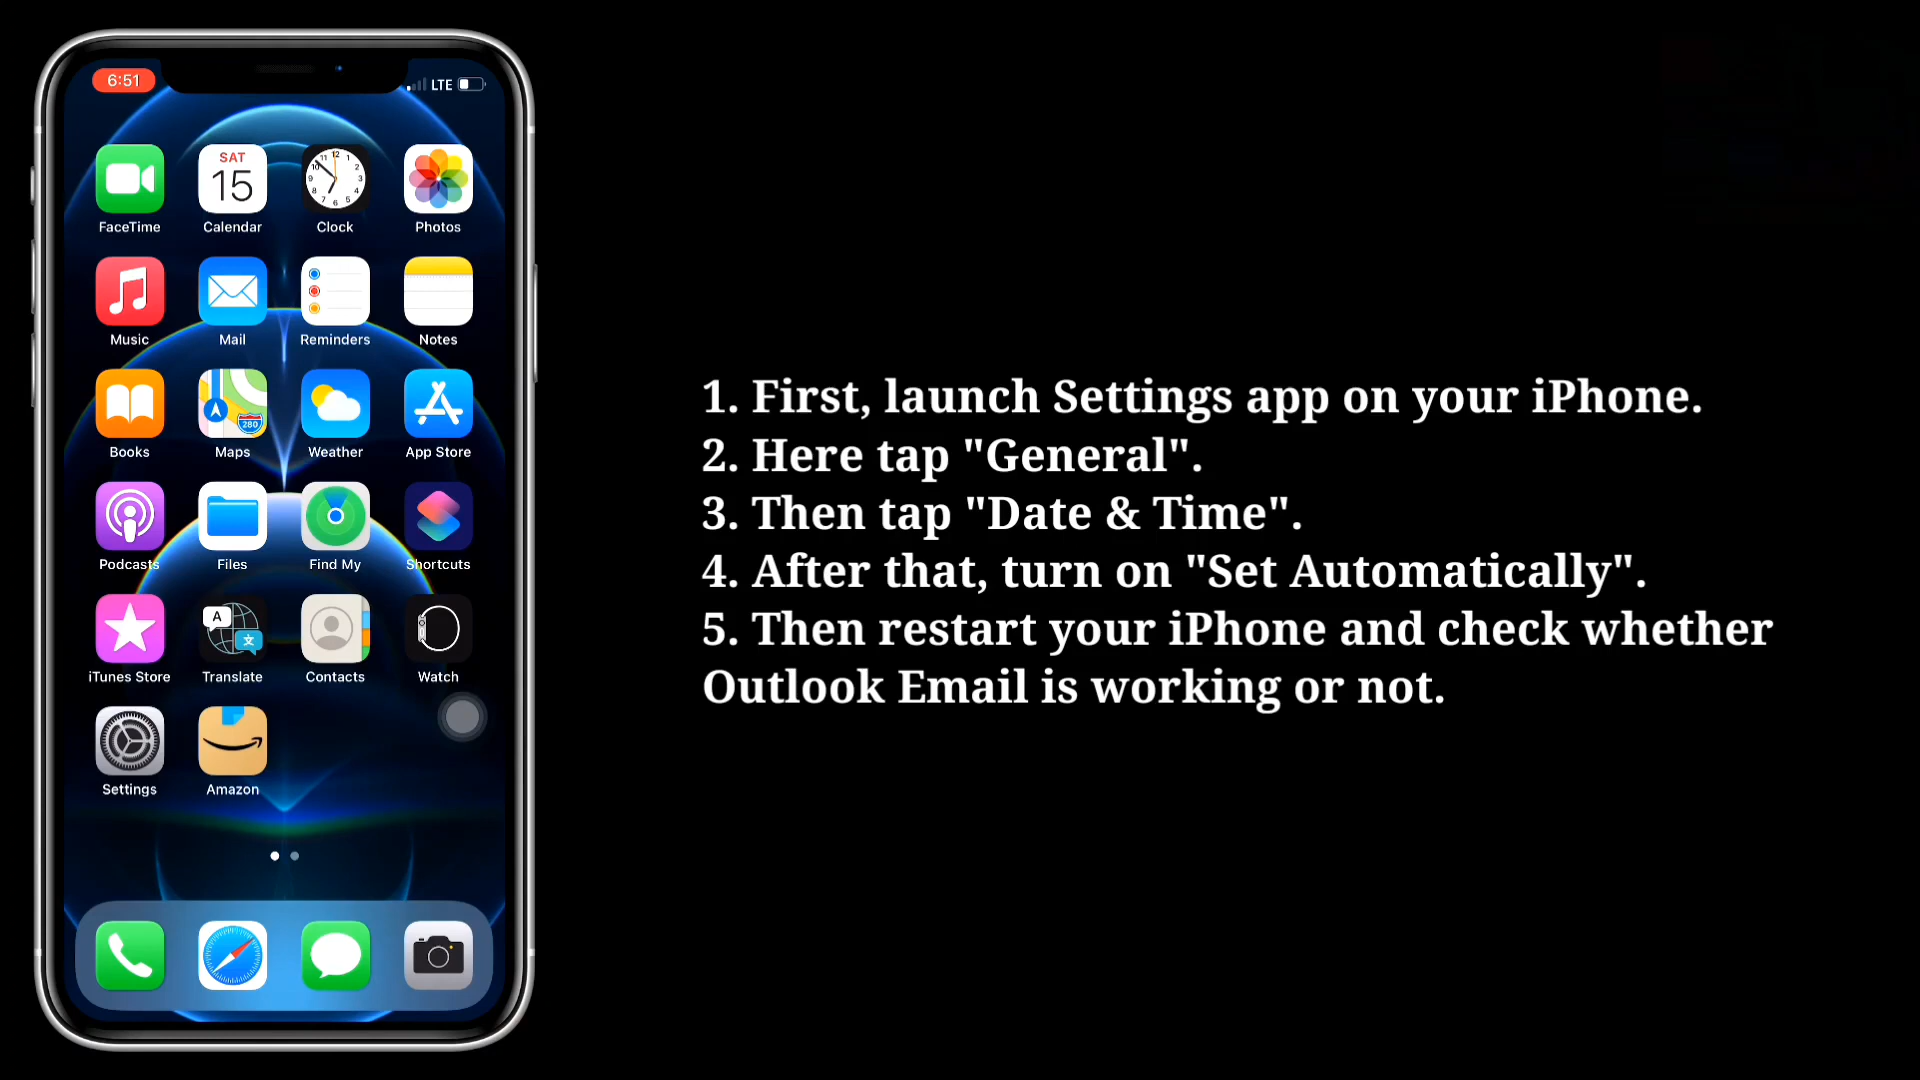 6:51
LTE
SAT
15
FaceTime Calendar Clock Photos
Music Mail Reminders Notes
280
Books Maps Weather App Store
Podcasts Files Find My Shortcuts
A
文
iTunes Store Translate Contacts Watch
Settings Amazon
1. First, launch Settings app on your iPhone.
2. Here tap "General".
3. Then tap "Date & Time".
4. After that, turn on "Set Automatically".
5. Then restart your iPhone and check whether
Outlook Email is working or not.